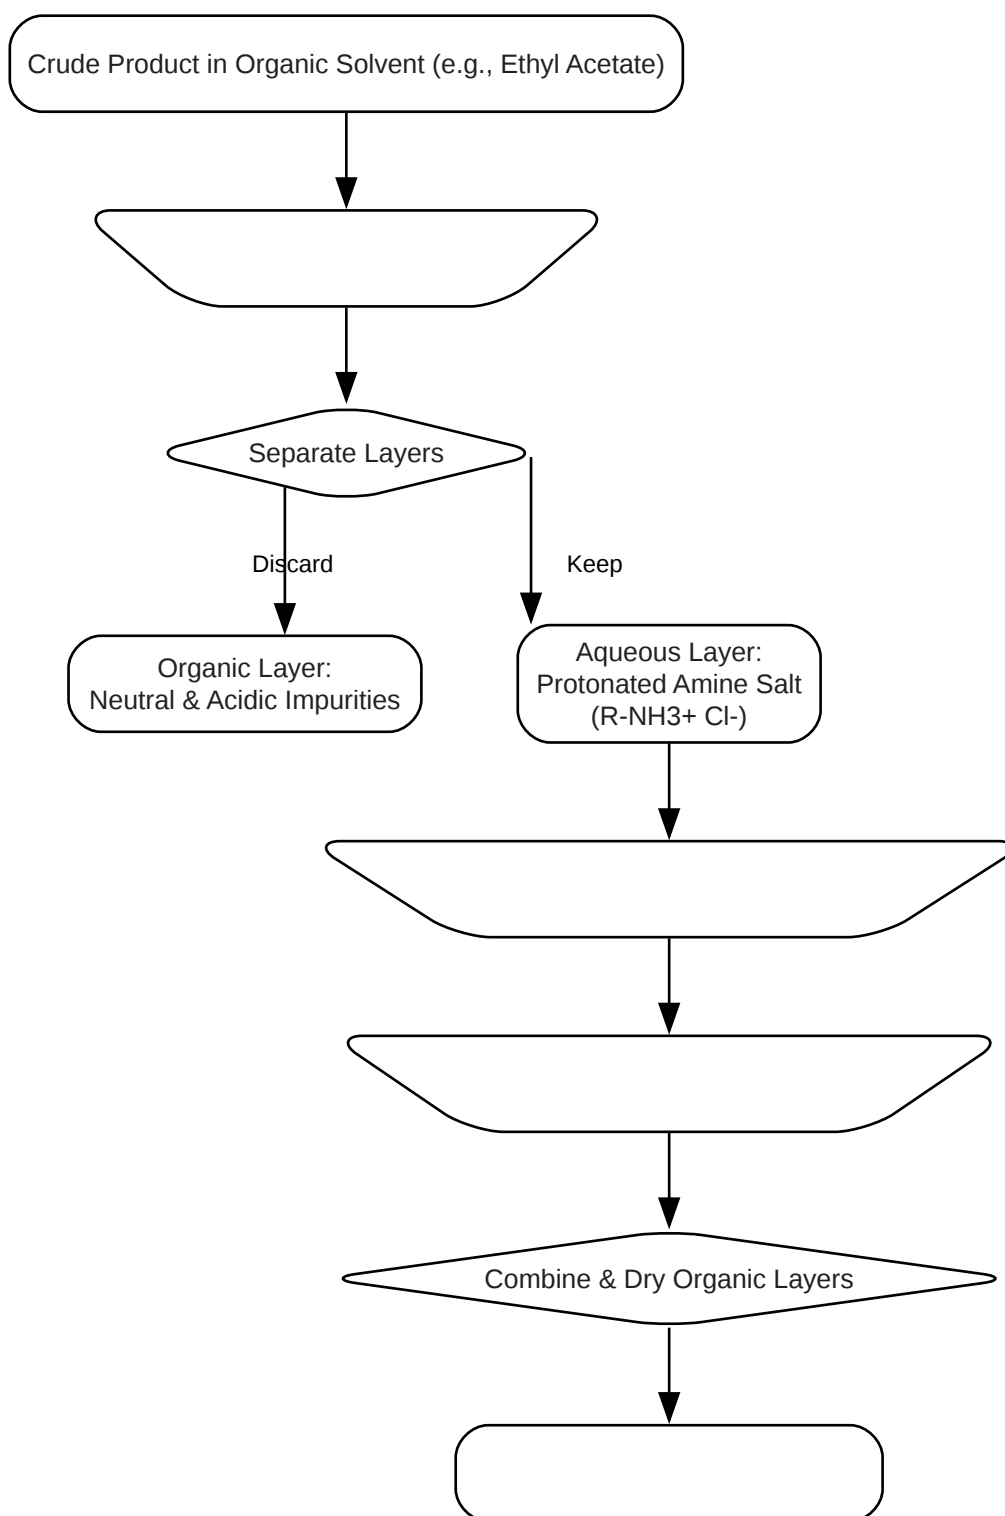 Crude Product in Organic Solvent (e.g., Ethyl Acetate)
Separate Layers
Discard
Keep
Organic Layer:
Neutral & Acidic Impurities
Aqueous Layer:
Protonated Amine Salt
(R-NH3+ Cl-)
Combine & Dry Organic Layers